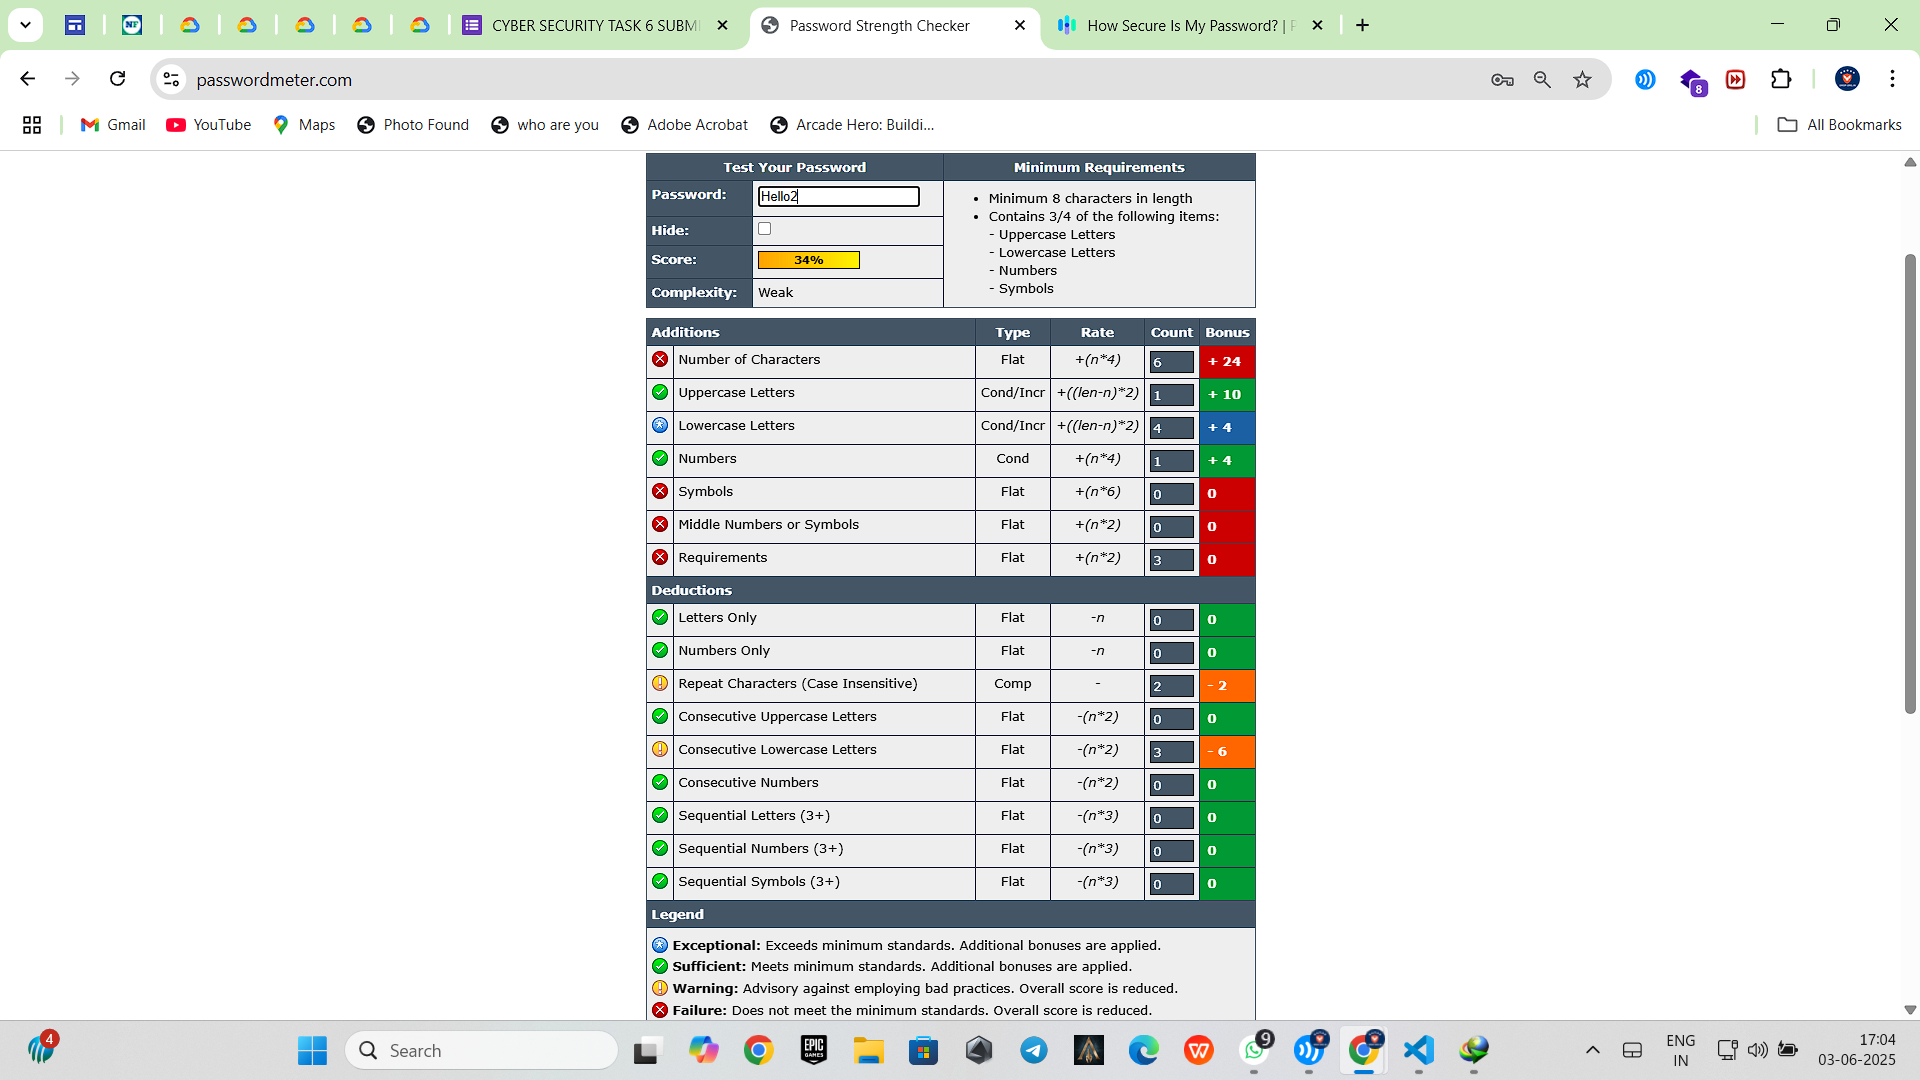 CYBER SECURITY TASK 6 SUBMI
Password Strength Checker
How Secure Is My Password? | P
passwordmeter.com
8
Gmail
YouTube
Maps
Photo Found
who are you
Adobe Acrobat
Arcade Hero: Buildi...
All Bookmarks
Test Your Password Minimum Requirements
Password: Hello2
Hide:
Score: 34%
Complexity: Weak
• Minimum 8 characters in length
• Contains 3/4 of the following items:
- Uppercase Letters
- Lowercase Letters
- Numbers
- Symbols
Additions Type Rate Count Bonus
Number of Characters Flat +(n*4) 6 + 24
Uppercase Letters Cond/Incr +((len-n)*2) 1 + 10
Lowercase Letters Cond/Incr +((len-n)*2) 4 + 4
Numbers Cond +(n*4) 1 + 4
Symbols Flat +(n*6) 0 0
Middle Numbers or Symbols Flat +(n*2) 0 0
Requirements Flat +(n*2) 3 0
Deductions
Letters Only Flat -n 0 0
Numbers Only Flat -n 0 0
Repeat Characters (Case Insensitive) Comp - 2 - 2
Consecutive Uppercase Letters Flat -(n*2) 0 0
Consecutive Lowercase Letters Flat -(n*2) 3 - 6
Consecutive Numbers Flat -(n*2) 0 0
Sequential Letters (3+) Flat -(n*3) 0 0
Sequential Numbers (3+) Flat -(n*3) 0 0
Sequential Symbols (3+) Flat -(n*3) 0 0
Legend
Exceptional: Exceeds minimum standards. Additional bonuses are applied.
Sufficient: Meets minimum standards. Additional bonuses are applied.
Warning: Advisory against employing bad practices. Overall score is reduced.
Failure: Does not meet the minimum standards. Overall score is reduced.
4
Search
EPIC
GAMES
9
ENG
IN
17:04
03-06-2025